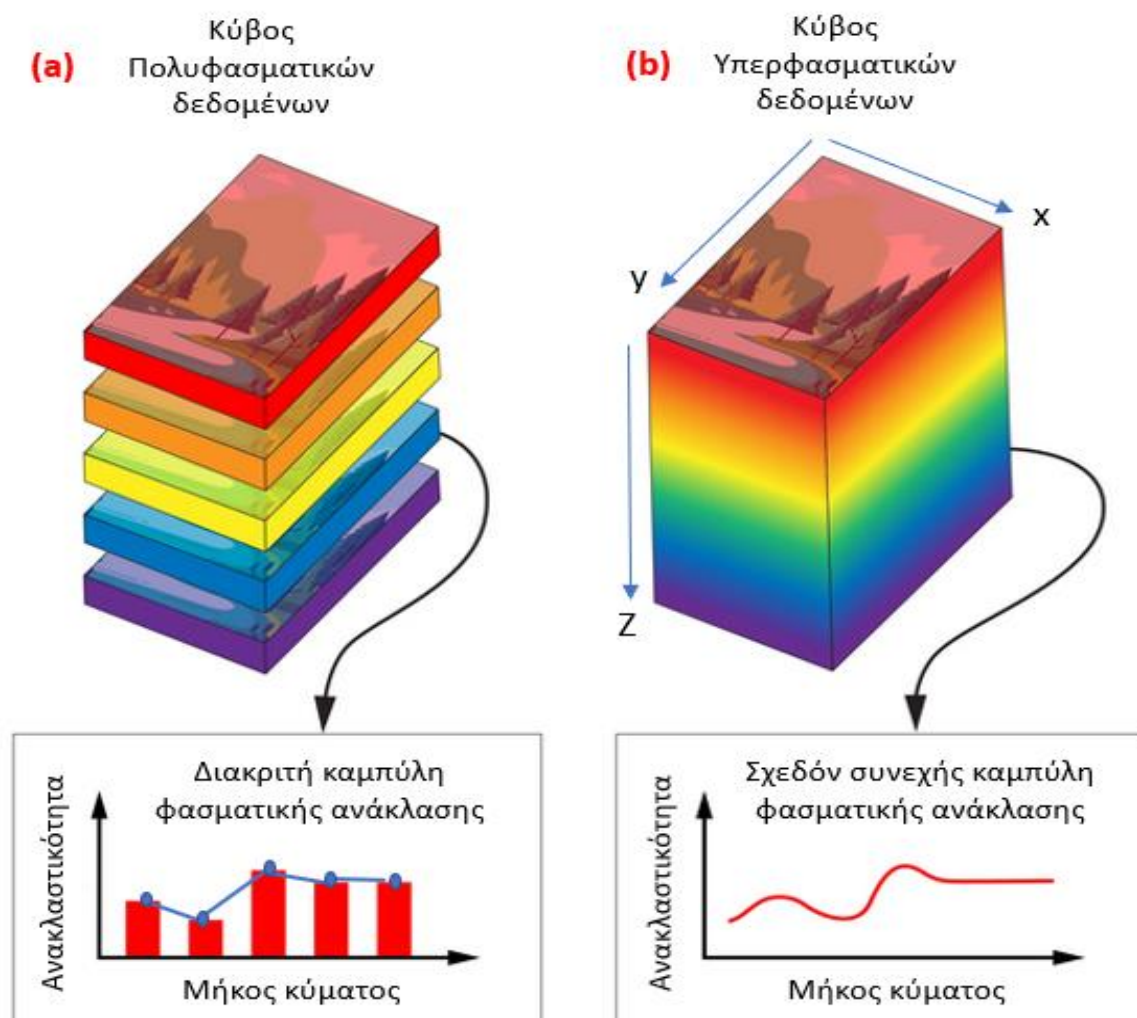 (a)
Κύβος
Πολυφασματικών
δεδομένων
(b)
Κύβος
Υπερφασματικών
δεδομένων
x
y
Z
Διακριτή καμπύλη
φασματικής ανάκλασης
Ανακλαστικότητα
Μήκος κύματος
Σχεδόν συνεχής καμπύλη
φασματικής ανάκλασης
Ανακλαστικότητα
Μήκος κύματος